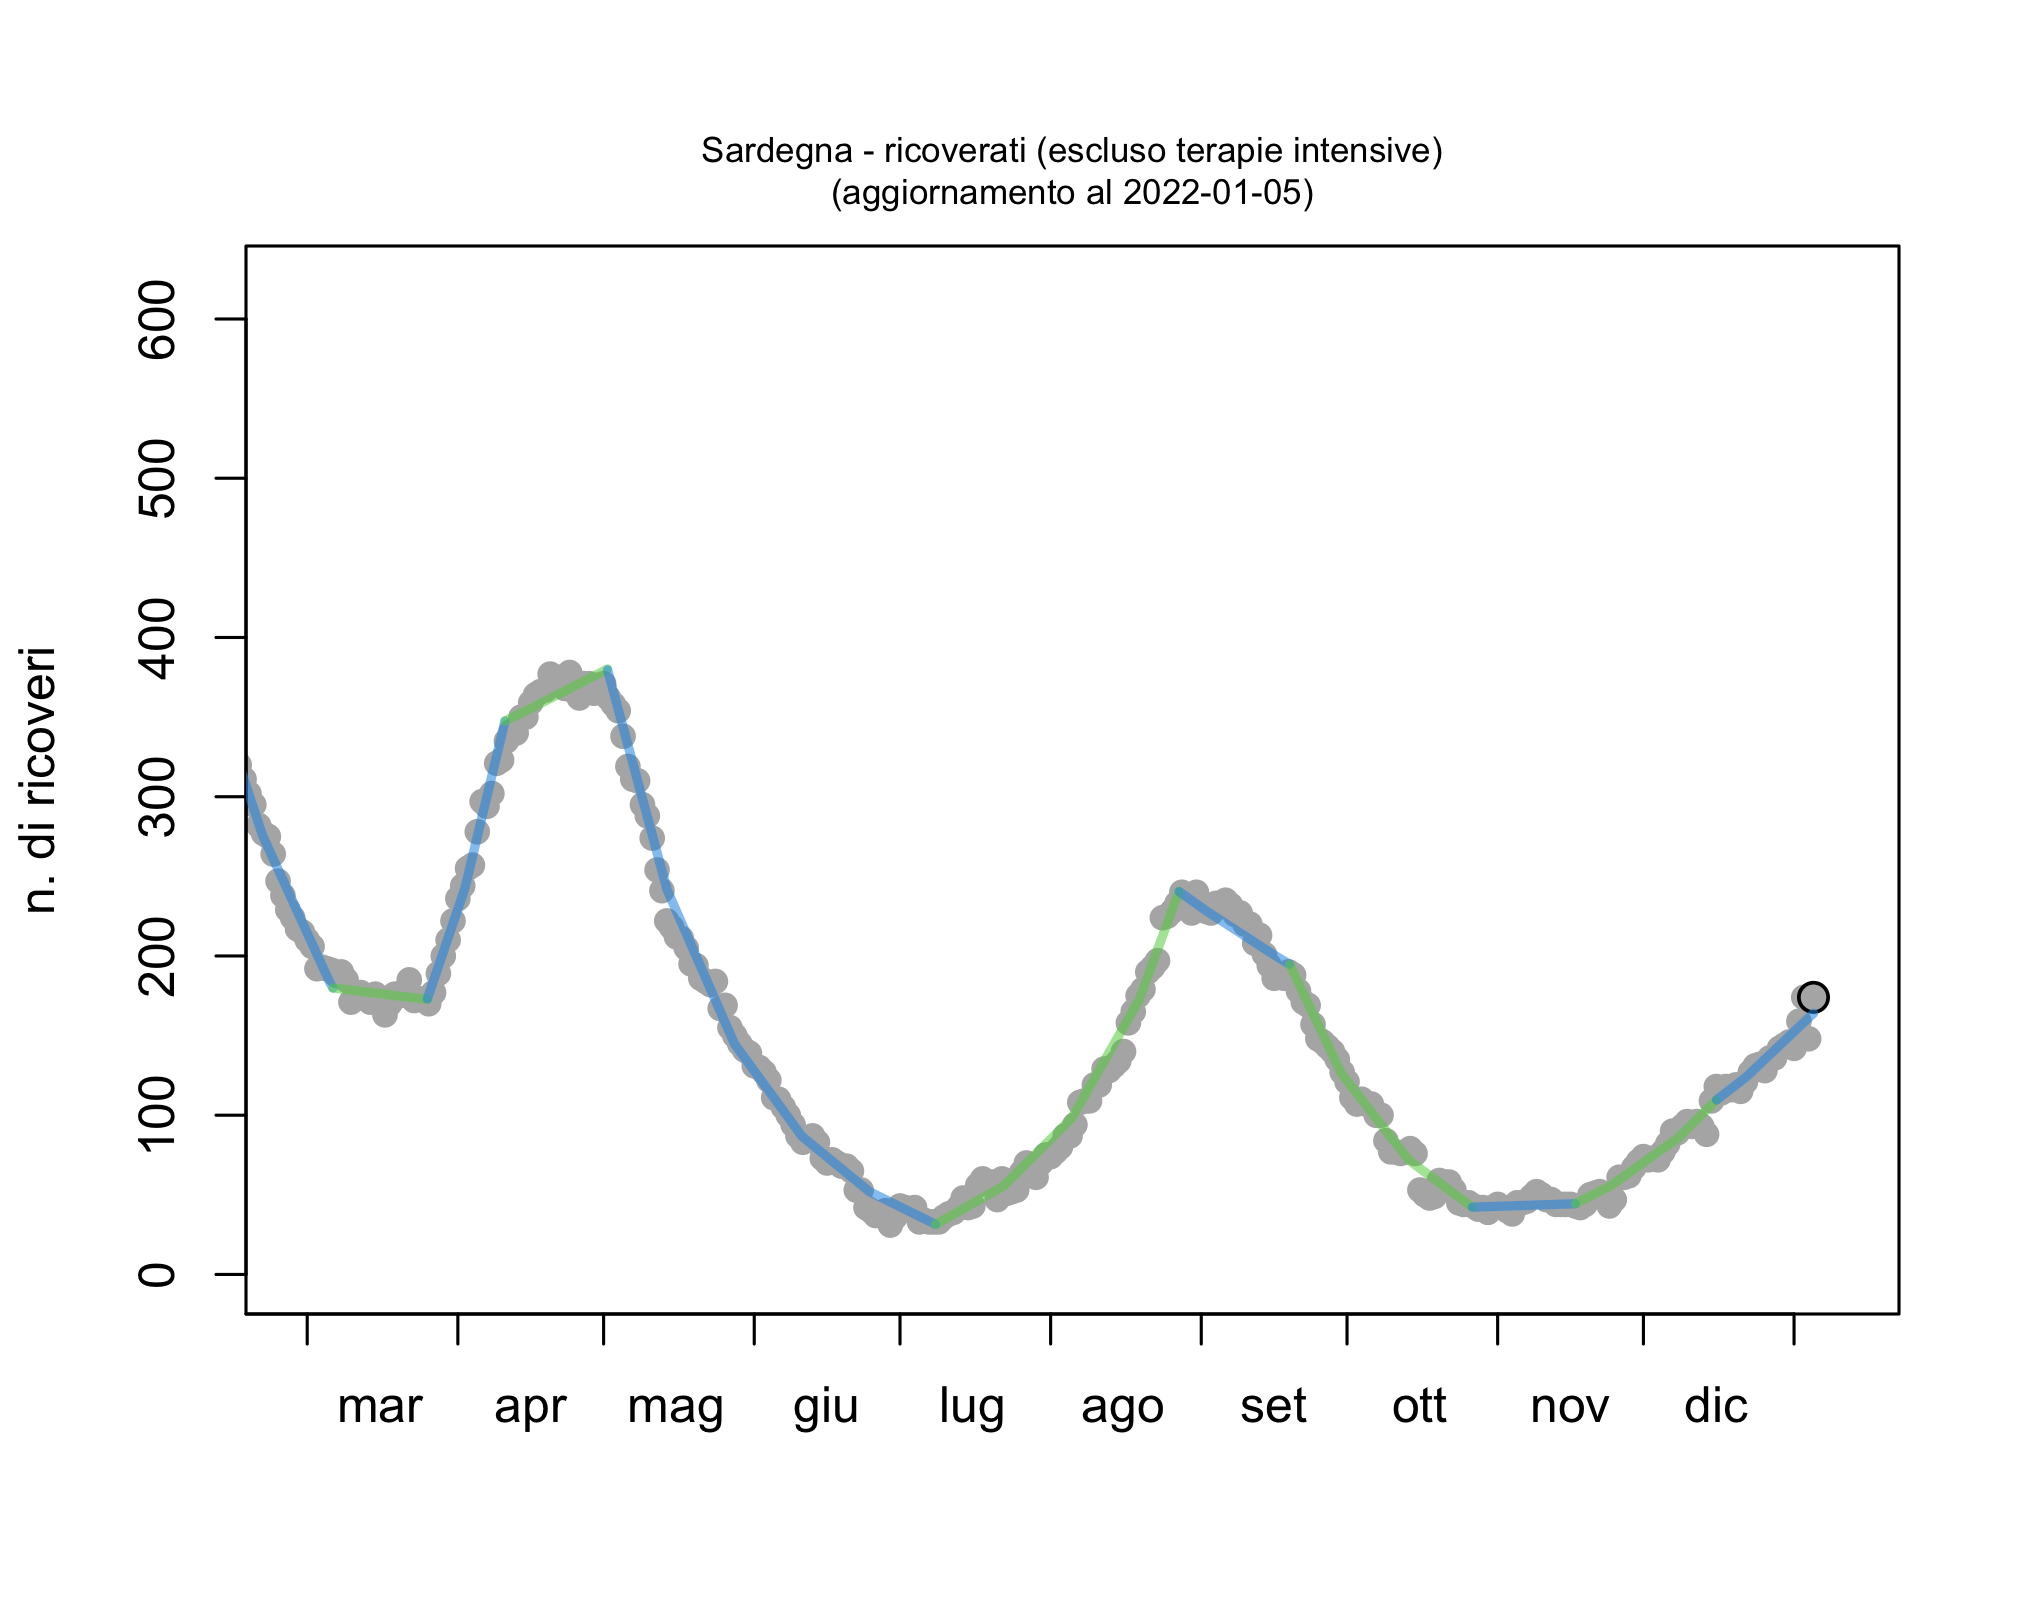 Sardegna - ricoverati (escluso terapie intensive)
(aggiornamento al 2022-01-05)
n. di ricoveri
600
500
400
300
200
100
0
mar apr mag giu lug ago set ott nov dic